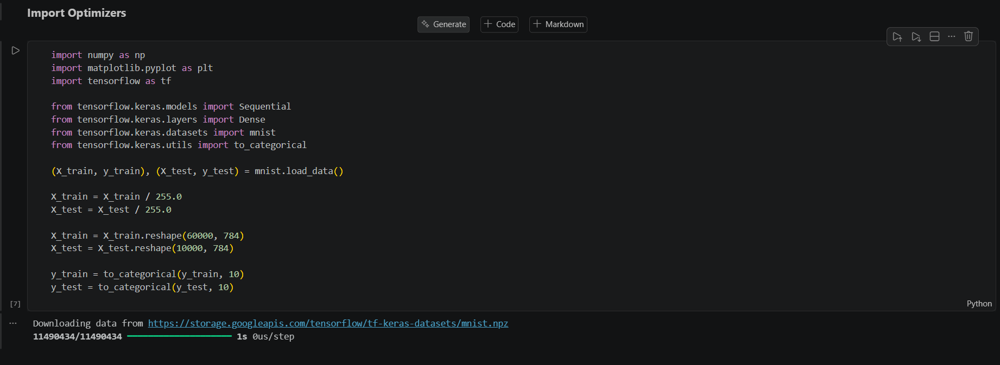 Import Optimizers
Generate
Code
Markdown
import numpy as np
import matplotlib.pyplot as plt
import tensorflow as tf
from tensorflow.keras.models import Sequential
from tensorflow.keras.layers import Dense
from tensorflow.keras.datasets import mnist
from tensorflow.keras.utils import to_categorical
(X_train, y_train), (X_test, y_test) = mnist.load_data()
X_train = X_train / 255.0
X_test = X_test / 255.0
X_train = X_train.reshape(60000, 784)
X_test = X_test.reshape(10000, 784)
y_train = to_categorical(y_train, 10)
y_test = to_categorical(y_test, 10)
[7]
Python
Downloading data from https://storage.googleapis.com/tensorflow/tf-keras-datasets/mnist.npz
11490434/11490434 1s 0us/step